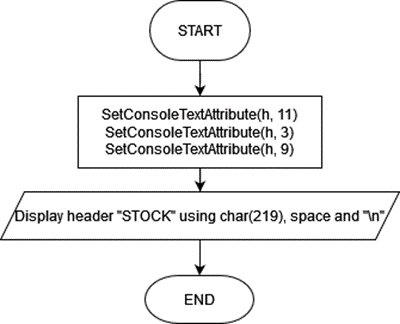 START
SetConsoleTextAttribute(h, 11)
SetConsoleTextAttribute(h, 3)
SetConsoleTextAttribute(h, 9)
Display header "STOCK" using char(219), space and "\n"
END